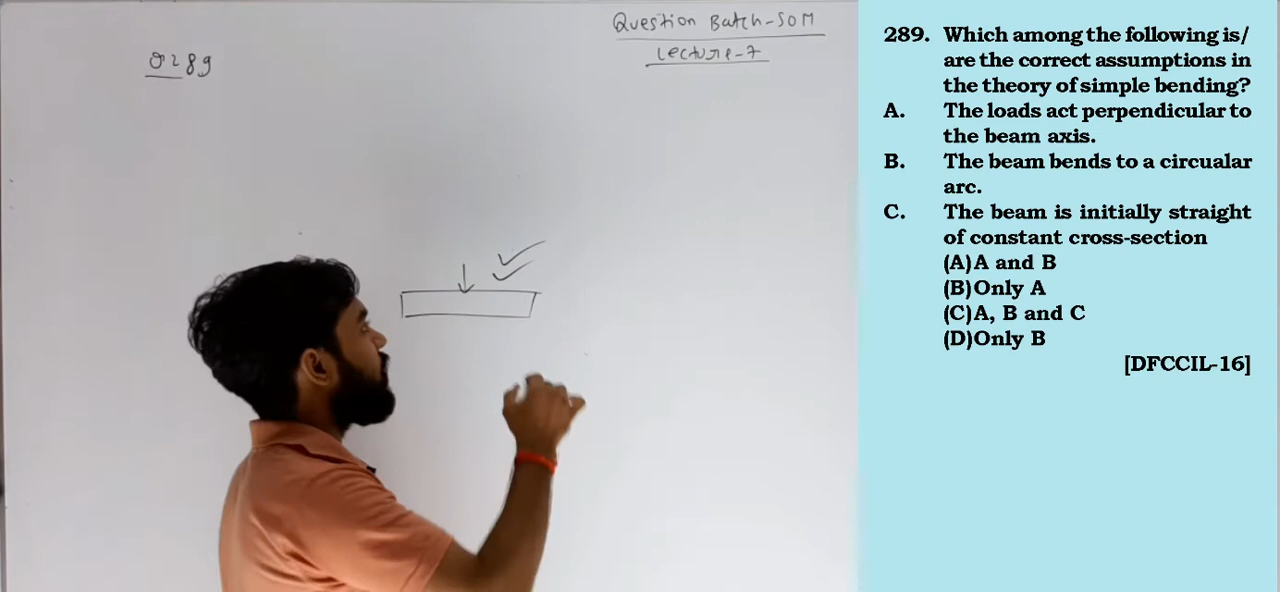 Question Batch-SOM
Lecture-7
Q289
289. Which among the following is/
are the correct assumptions in
the theory of simple bending?
A. The loads act perpendicular to
the beam axis.
B. The beam bends to a circualar
arc.
C. The beam is initially straight
of constant cross-section
(A)A and B
(B)Only A
(C)A, B and C
(D)Only B
[DFCCIL-16]